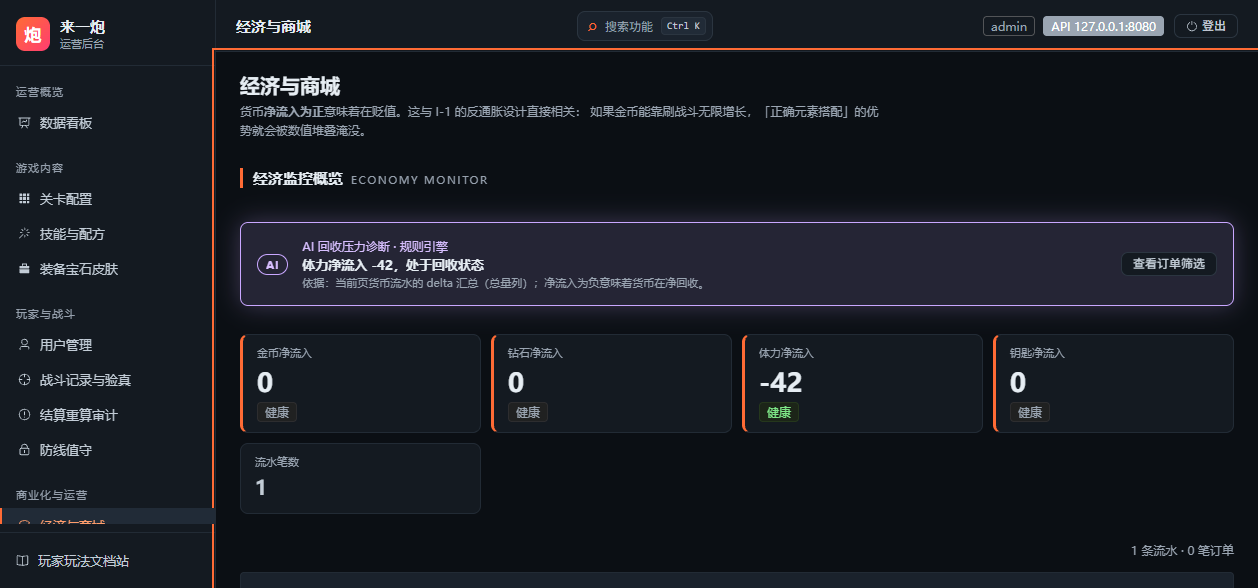 炮
来一炮
运营后台
经济与商城
搜索功能
Ctrl K
admin
API 127.0.0.1:8080
登出
运营概览
数据看板
游戏内容
关卡配置
技能与配方
装备宝石皮肤
玩家与战斗
用户管理
战斗记录与验真
结算重算审计
防线值守
商业化与运营
经济与商城
玩家玩法文档站
经济与商城
货币净流入为正意味着在贬值。这与 I-1 的反通胀设计直接相关： 如果金币能靠刷战斗无限增长，「正确元素搭配」的优
势就会被数值堆叠淹没。
经济监控概览 ECONOMY MONITOR
AI
AI 回收压力诊断 · 规则引擎
体力净流入 -42，处于回收状态
依据：当前页货币流水的 delta 汇总（总量列）；净流入为负意味着货币在净回收。
查看订单筛选
金币净流入
0
健康
钻石净流入
0
健康
体力净流入
-42
健康
钥匙净流入
0
健康
流水笔数
1
1 条流水 · 0 笔订单